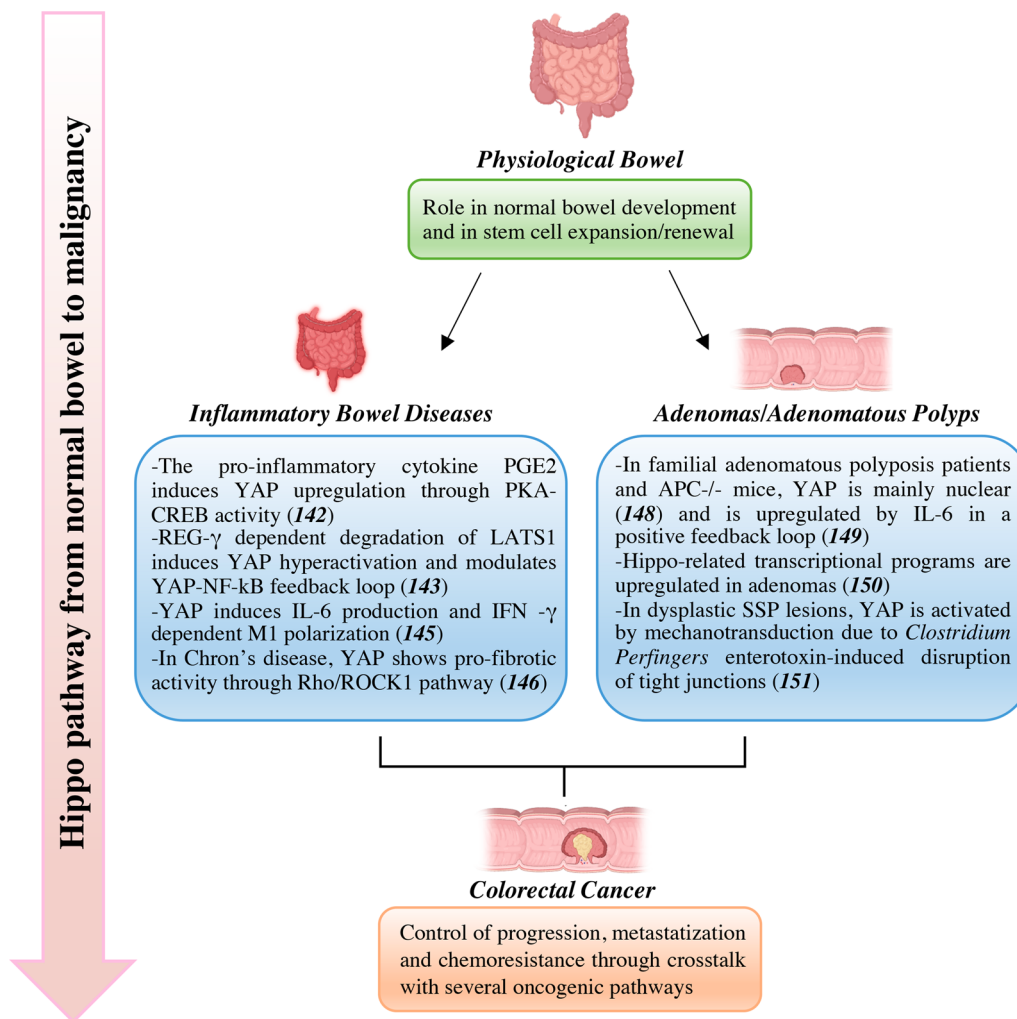 Hippo pathway from normal bowel to malignancy
Physiological Bowel
Role in normal bowel development
and in stem cell expansion/renewal
Inflammatory Bowel Diseases
-The pro-inflammatory cytokine PGE2
induces YAP upregulation through PKA-
CREB activity (142)
-REG-γ dependent degradation of LATS1
induces YAP hyperactivation and modulates
YAP-NF-kB feedback loop (143)
-YAP induces IL-6 production and IFN -γ
dependent M1 polarization (145)
-In Chron’s disease, YAP shows pro-fibrotic
activity through Rho/ROCK1 pathway (146)
Adenomas/Adenomatous Polyps
-In familial adenomatous polyposis patients
and APC-/- mice, YAP is mainly nuclear
(148) and is upregulated by IL-6 in a
positive feedback loop (149)
-Hippo-related transcriptional programs are
upregulated in adenomas (150)
-In dysplastic SSP lesions, YAP is activated
by mechanotransduction due to Clostridium
Perfingers enterotoxin-induced disruption
of tight junctions (151)
Colorectal Cancer
Control of progression, metastatization
and chemoresistance through crosstalk
with several oncogenic pathways